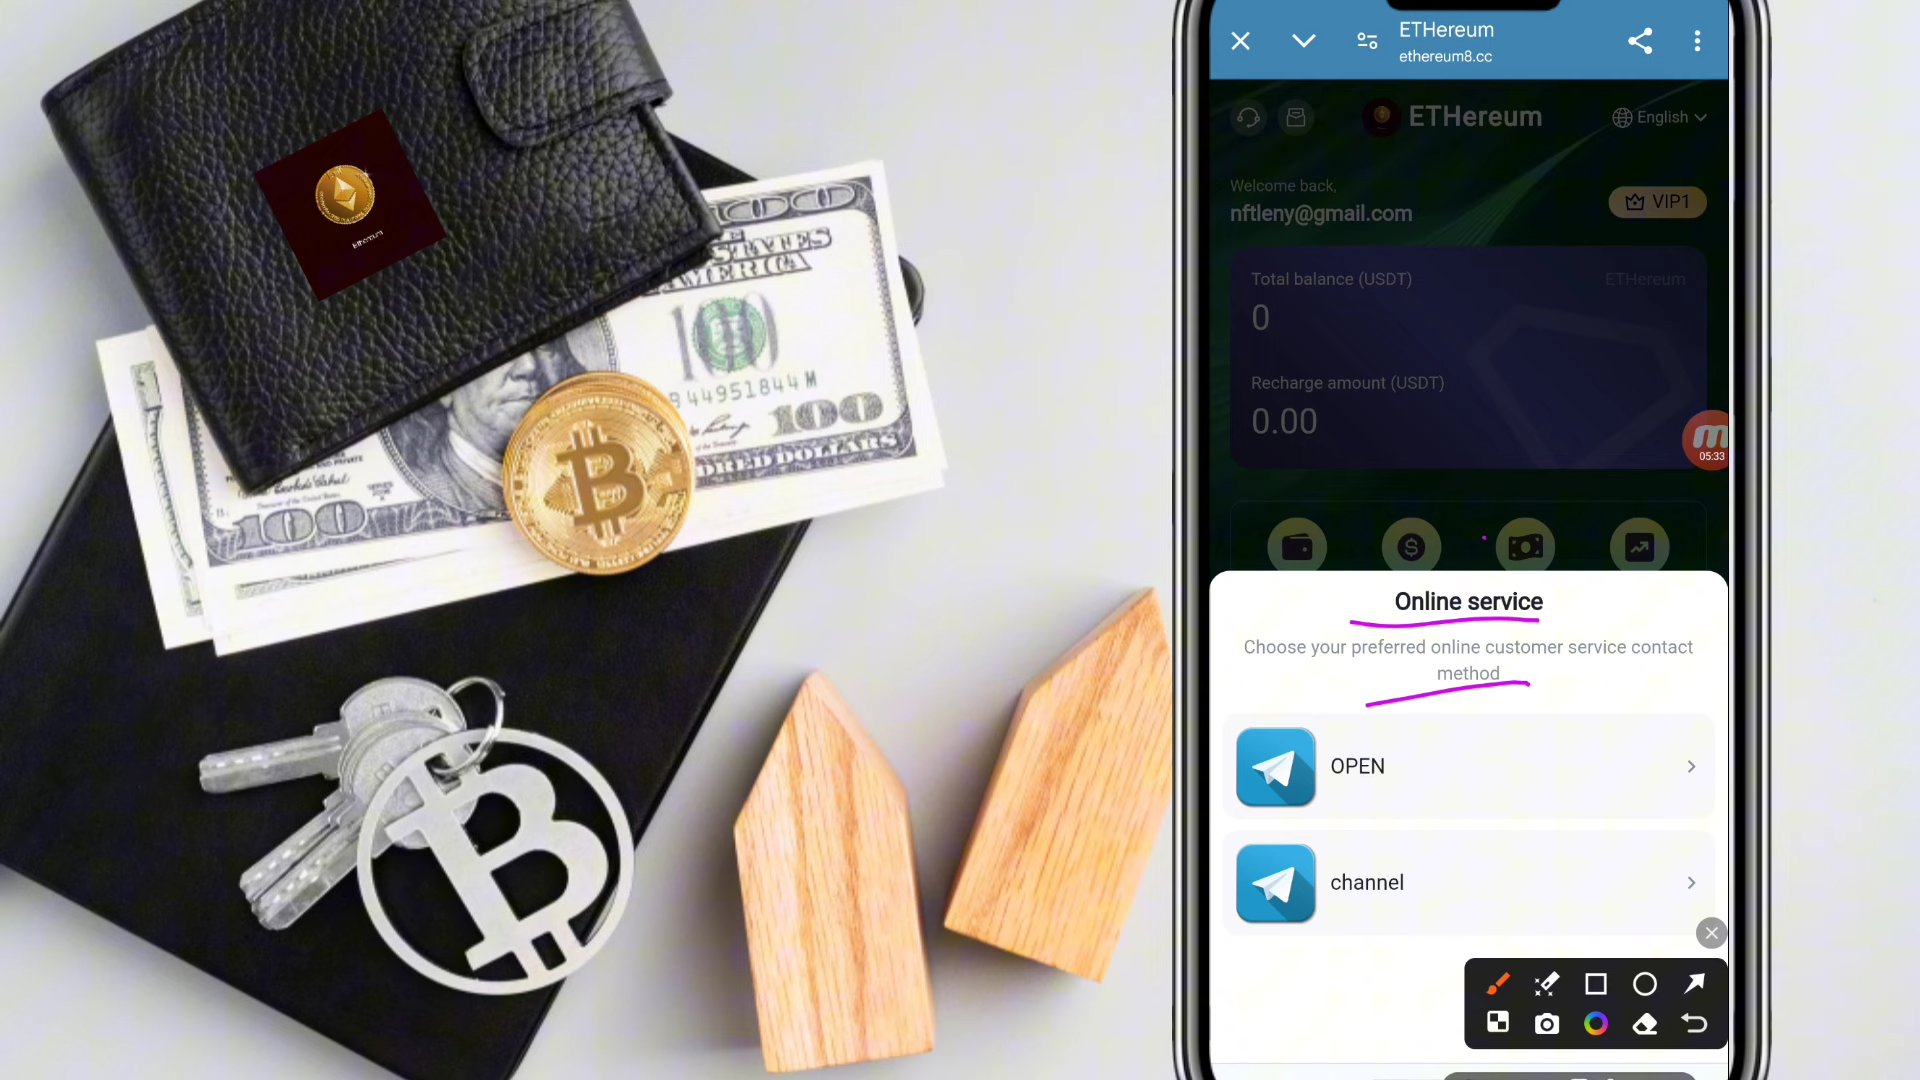 ETHereum
ethereum8.cc
ETHereum
English
Welcome back,
nftleny@gmail.com
VIP1
Total balance (USDT)
ETHereum
0
Recharge amount (USDT)
0.00
05:33
Online service
Choose your preferred online customer service contact
method
OPEN
channel
Ethereum
100
STATES
AMERICA
100
B 44951844 M
100
DRED DOLLARS
100